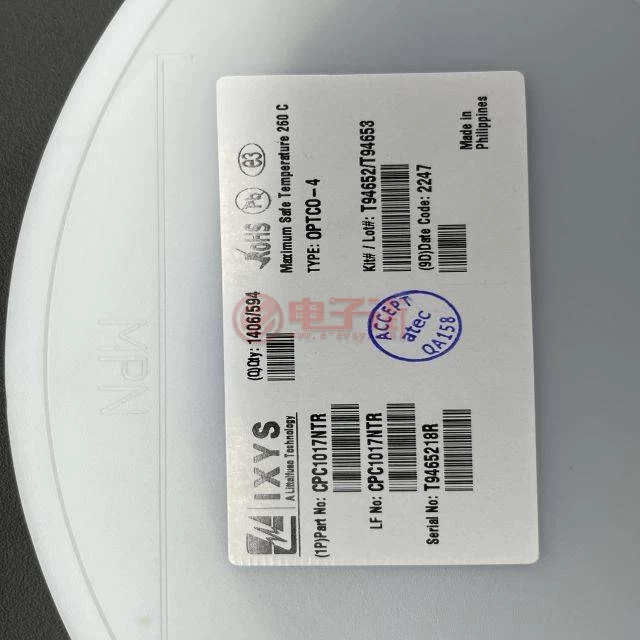 IXYS
A Littelfuse Technology
RoHS Pb e3
(Q)Qty: 1406/594
Maximum Safe Temperature 260 C
(1P)Part No: CPC1017NTR
TYPE: OPTCO-4
LF No: CPC1017NTR
Kit# / Lot#: T94652/T94653
Serial No: T9465218R
(9D)Date Code: 2247
Made in
Philippines
ACCEPT
atec
QA158
MPN